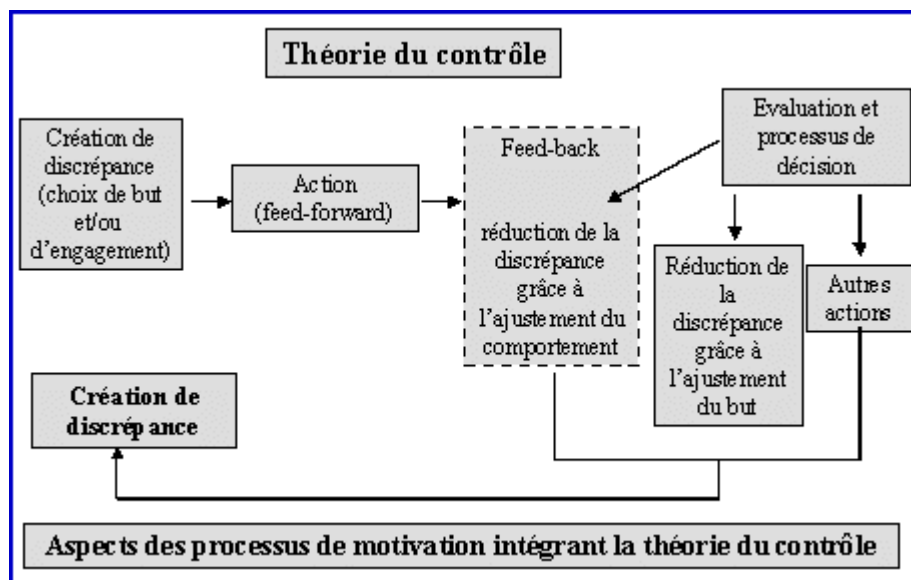 Théorie du contrôle
Création de
discrépance
(choix de but
et/ou
d'engagement)
Action
(feed-forward)
Feed-back
réduction de la
discrépance
grâce à
l'ajustement du
comportement
Evaluation et
processus de
décision
Réduction de
la
discrépance
grâce à
l'ajustement
du but
Autres
actions
Création de
discrépance
Aspects des processus de motivation intégrant la théorie du contrôle